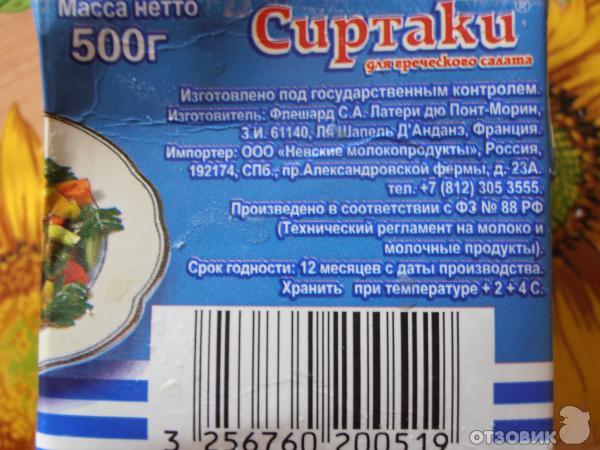 Масса нетто
500г
Сиртаки®
для греческого салата
Изготовлено под государственным контролем.
Изготовитель: Флешард С.А. Латери дю Понт-Морин,
З.И. 61140, Ля Шапель Д'Анданэ, Франция.
Импортер: ООО «Невские молокопродукты», Россия,
192174, СПб., пр.Александровской фермы, д. 23А.
тел. +7 (812) 305 3555.
Произведено в соответствии с ФЗ № 88 РФ
(Технический регламент на молоко и
молочные продукты).
Срок годности: 12 месяцев с даты производства.
Хранить при температуре + 2 + 4 С.
3 256760 200519
ОТЗОВИК